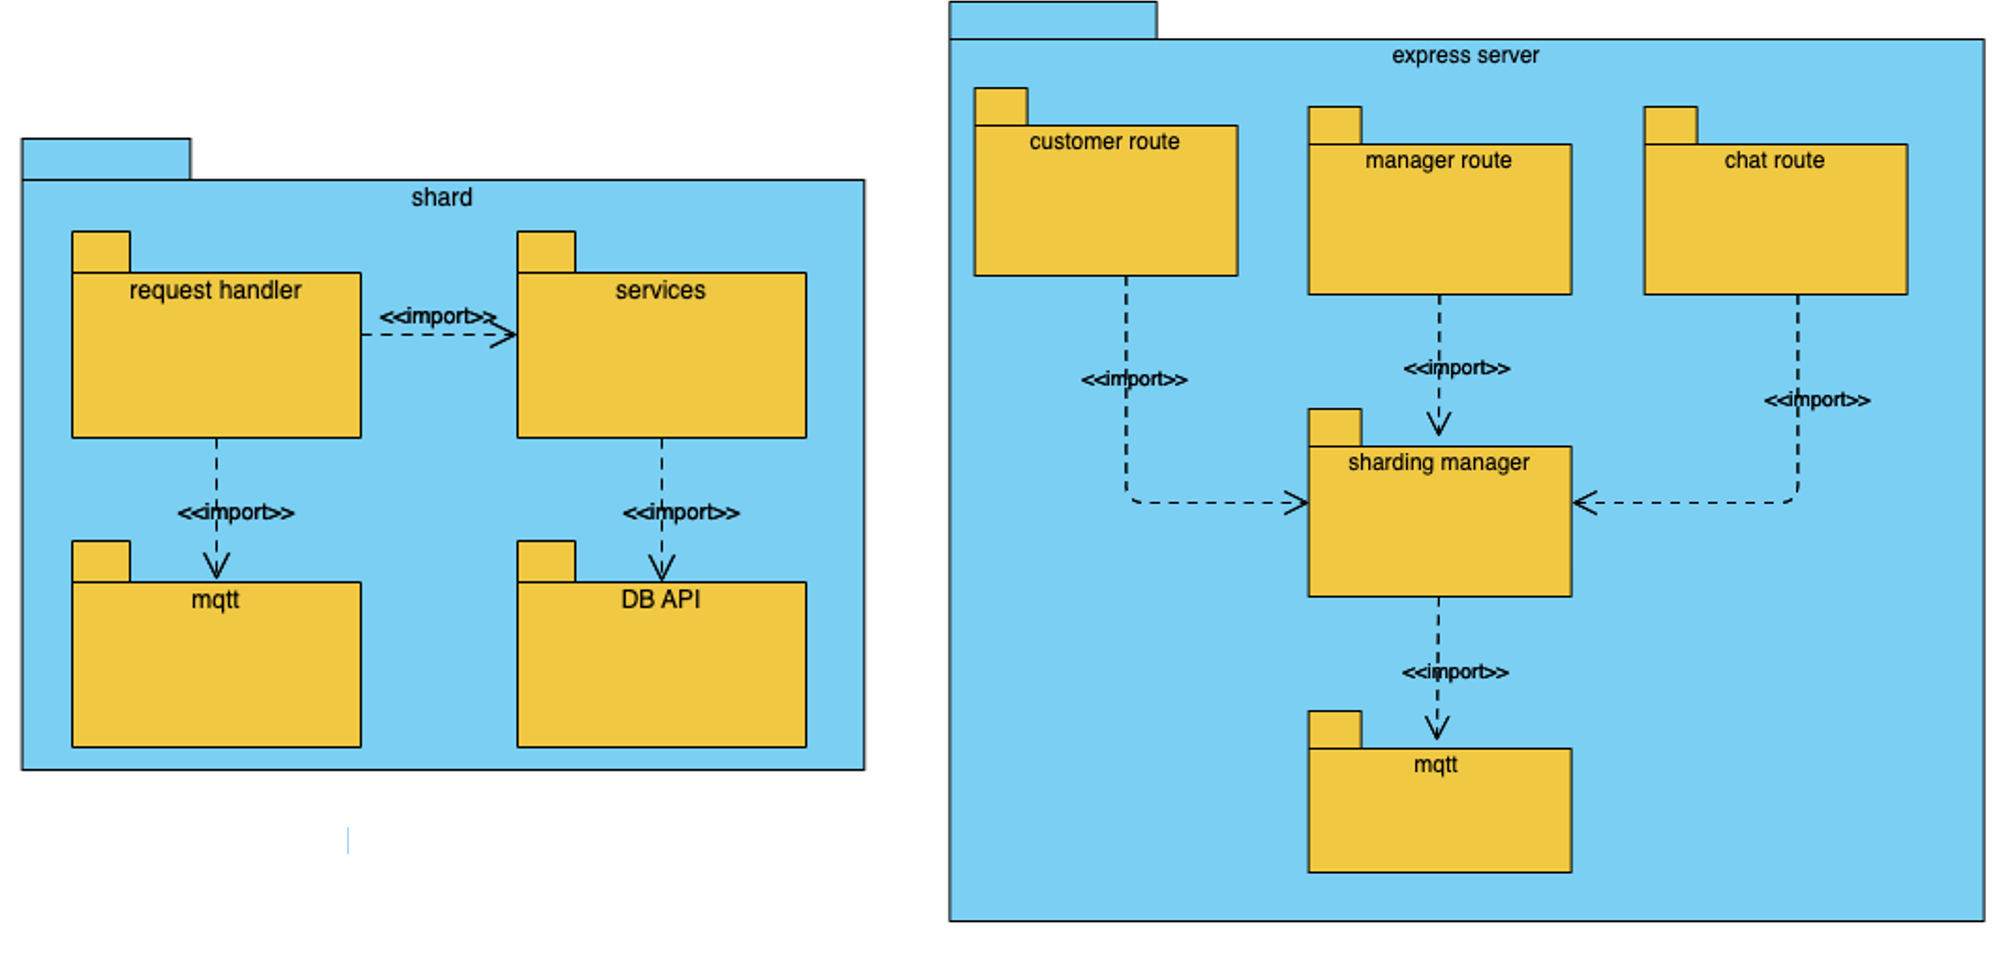 shard
request handler
<<import>>
services
<<import>>
<<import>>
mqtt
DB API
express server
customer route
manager route
chat route
<<import>>
<<import>>
<<import>>
sharding manager
<<import>>
mqtt